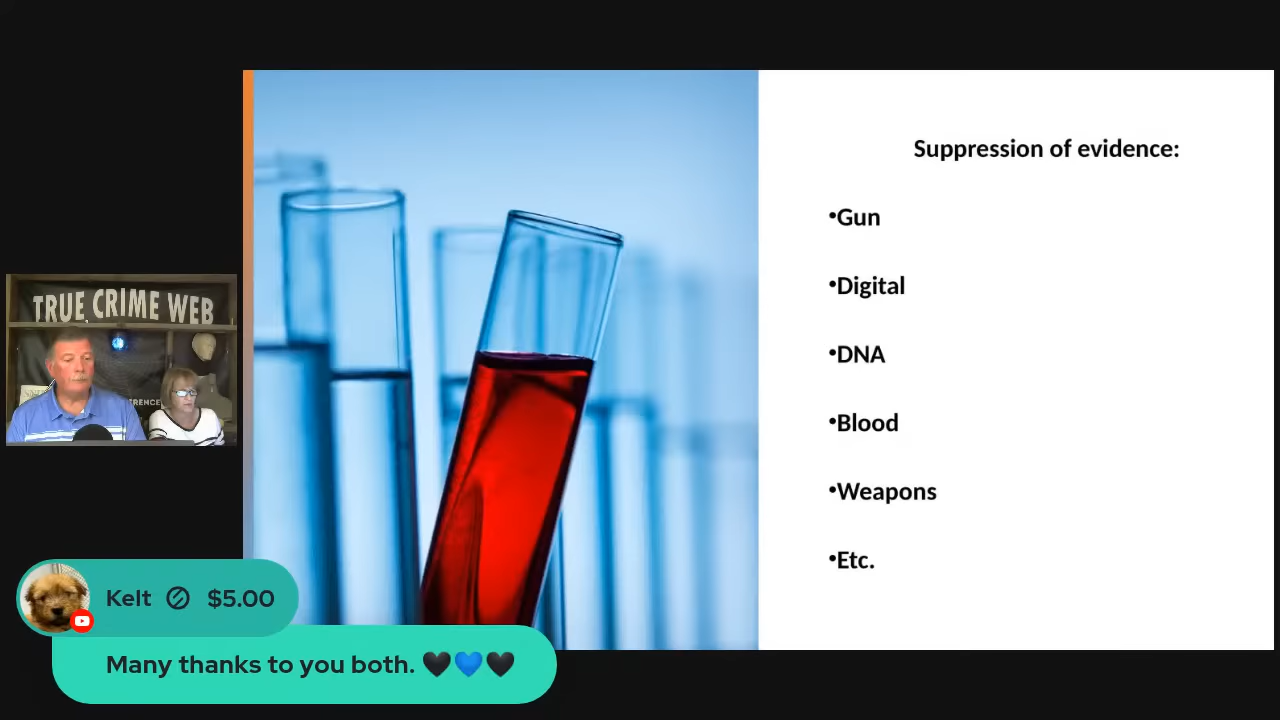 Suppression of evidence:
•Gun
•Digital
•DNA
•Blood
•Weapons
•Etc.
TRUE CRIME WEB
Kelt $5.00
Many thanks to you both. 🖤💙🖤